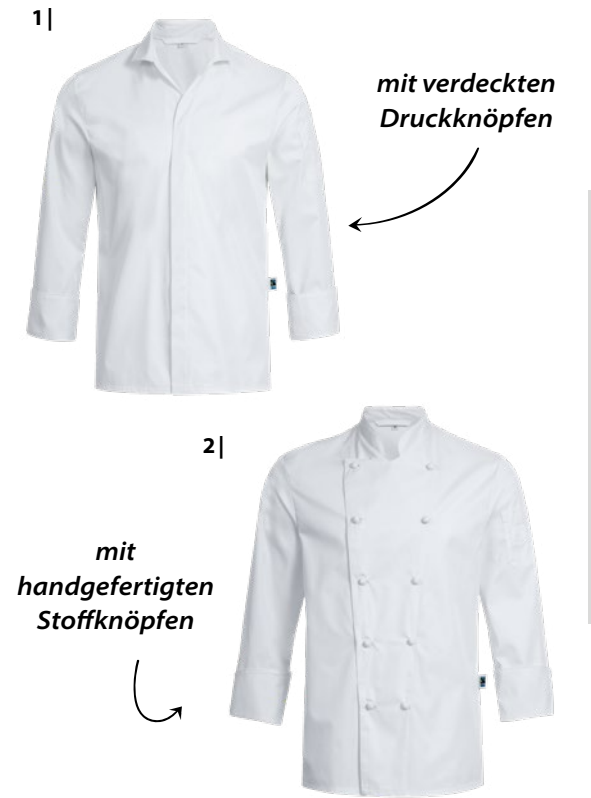 1|
mit verdeckten
Druckknöpfen
2|
mit
handgefertigten
Stoffknöpfen